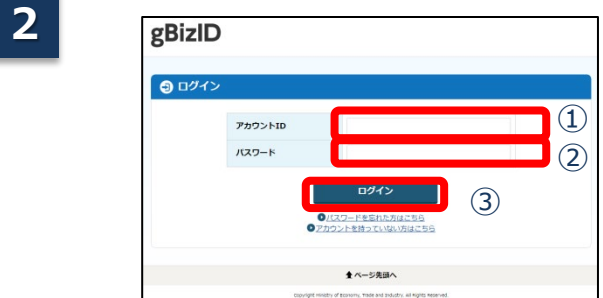 2
gBizID
ログイン
アカウントID ①
パスワード ②
ログイン ③
パスワードを忘れた方はこちら
アカウントを持っていない方はこちら
ページ先頭へ
Copyright Ministry of Economy, Trade and Industry. All Rights Reserved.